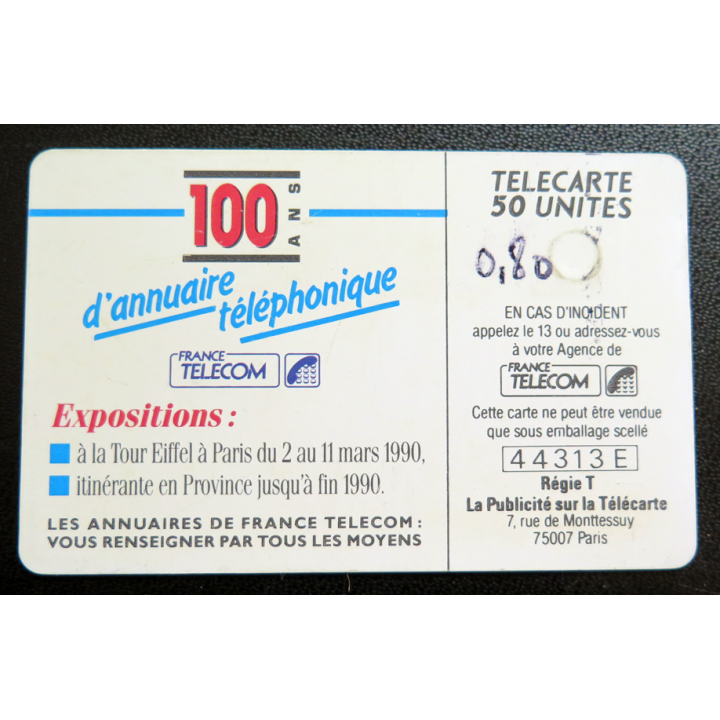 100 ANS
d'annuaire
téléphonique
FRANCE
TELECOM
Expositions :
à la Tour Eiffel à Paris du 2 au 11 mars 1990,
itinérante en Province jusqu'à fin 1990.
LES ANNUAIRES DE FRANCE TELECOM :
VOUS RENSEIGNER PAR TOUS LES MOYENS
TELECARTE
50 UNITES
0,80
EN CAS D'INCIDENT
appelez le 13 ou adressez-vous
à votre Agence de
FRANCE
TELECOM
Cette carte ne peut être vendue
que sous emballage scellé
44313E
Régie T
La Publicité sur la Télécarte
7, rue de Monttessuy
75007 Paris